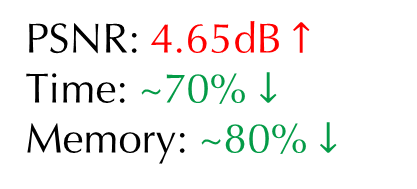 PSNR: 4.65dB↑
Time: ~70%↓
Memory: ~80%↓